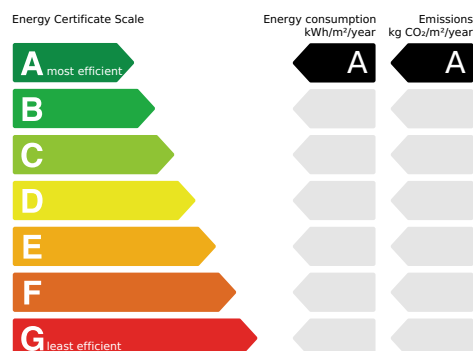 Energy Certificate Scale
Energy consumption
kWh/m²/year
Emissions
kg CO₂/m²/year
A most efficient
A
A
B
C
D
E
F
G least efficient